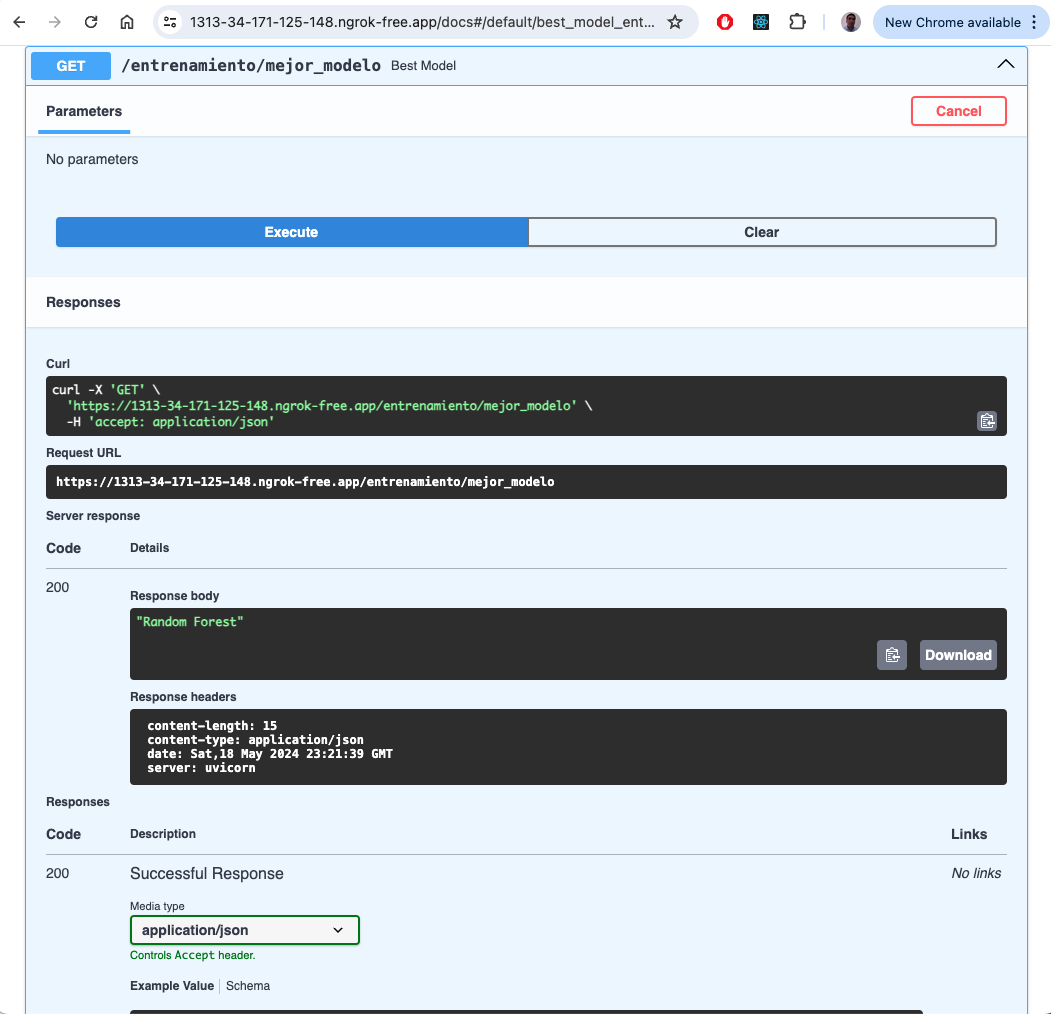 1313-34-171-125-148.ngrok-free.app/docs#/default/best_model_ent...
New Chrome available
GET /entrenamiento/mejor_modelo Best Model
Parameters
Cancel
No parameters
Execute
Clear
Responses
Curl
curl -X 'GET' \
'https://1313-34-171-125-148.ngrok-free.app/entrenamiento/mejor_modelo' \
-H 'accept: application/json'
Request URL
https://1313-34-171-125-148.ngrok-free.app/entrenamiento/mejor_modelo
Server response
Code Details
200
Response body
"Random Forest"
Download
Response headers
content-length: 15
content-type: application/json
date: Sat,18 May 2024 23:21:39 GMT
server: uvicorn
Responses
Code Description Links
200 Successful Response No links
Media type
application/json
Controls Accept header.
Example Value Schema